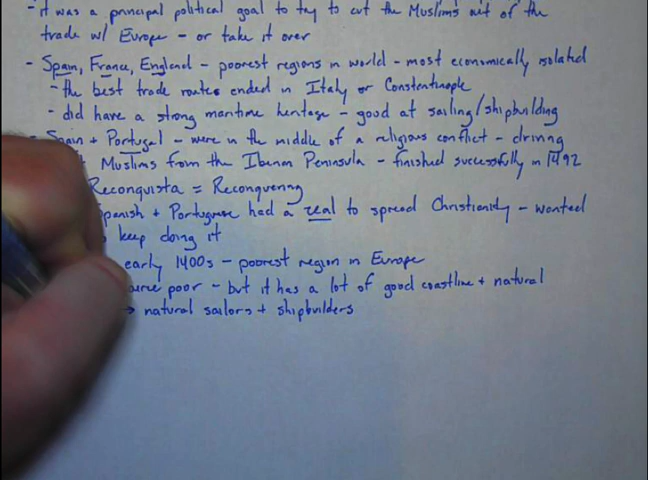 - it was a principal political goal to try to cut the Muslims out of the
trade w/ Europe - or take it over
- Spain, France, England - poorest regions in world - most economically isolated
- the best trade routes ended in Italy or Constantinople
- did have a strong maritime heritage - good at sailing/shipbuilding
- Spain + Portugal - were in the middle of a religious conflict - driving
Muslims from the Iberian Peninsula - finished successfully in 1492
Reconquista = Reconquering
Spanish + Portuguese had a zeal to spread Christianity - wanted
keep doing it
early 1400s - poorest region in Europe
poor - but it has a lot of good coastline + natural
→ natural sailors + shipbuilders